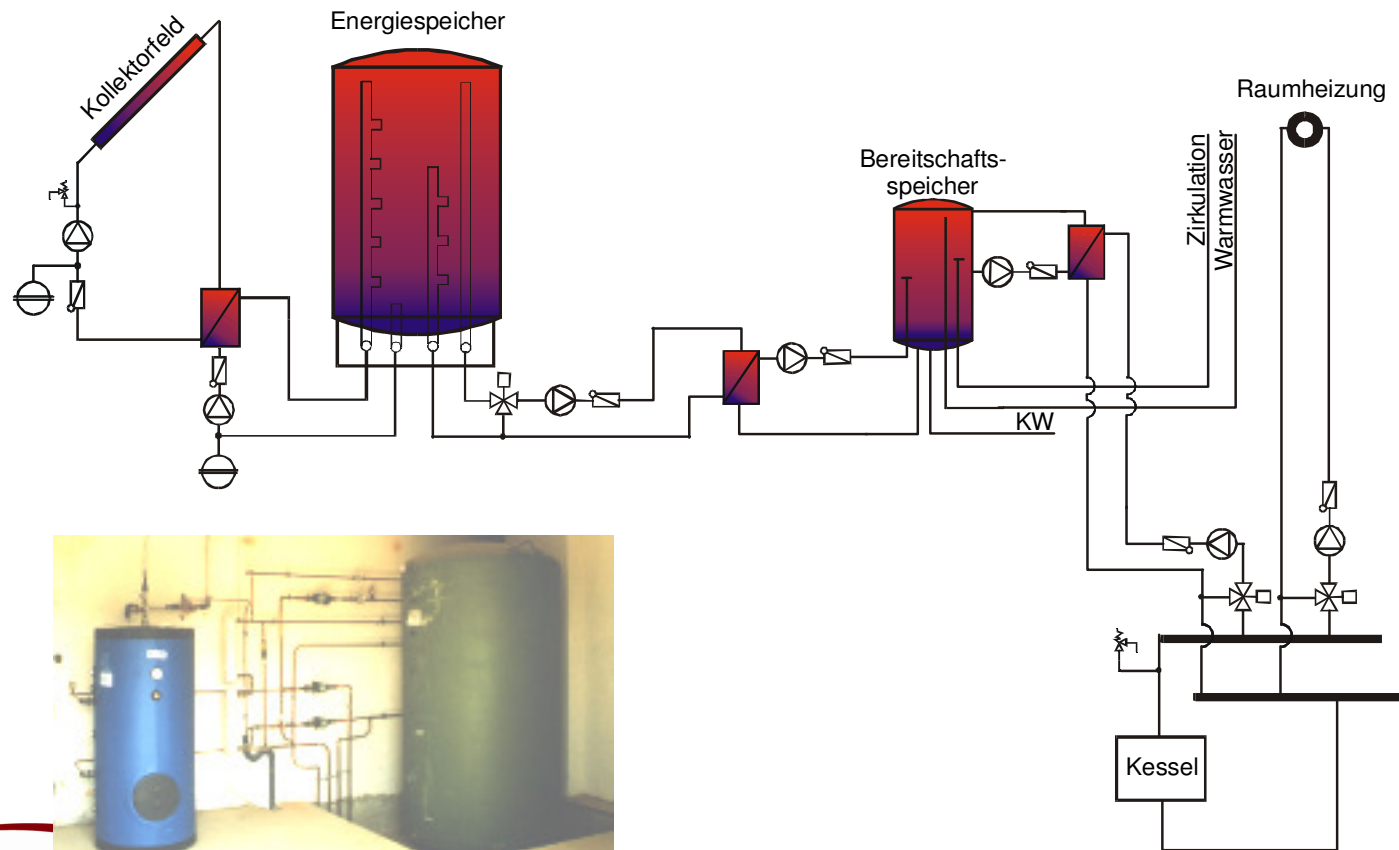 Energiespeicher
Kollektorfeld
Raumheizung
Bereitschafts-
speicher
Zirkulation
Warmwasser
KW
Kessel